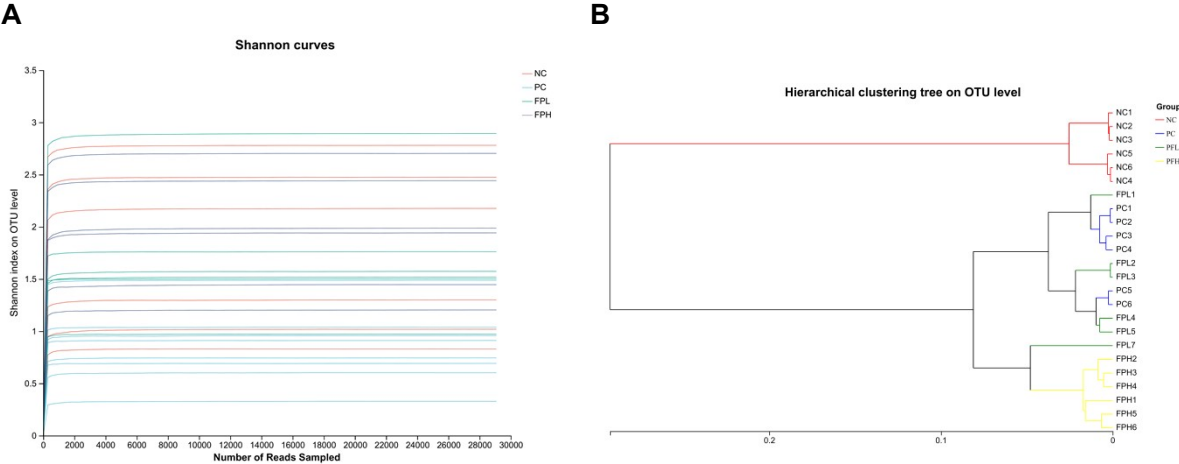 A
Shannon curves
Shannon index on OTU level
3.5
3
2.5
2
1.5
1
0.5
0
0
2000
4000
6000
8000
10000
12000
14000
16000
18000
20000
22000
24000
26000
28000
30000
Number of Reads Sampled
NC
PC
FPL
FPH
B
Hierarchical clustering tree on OTU level
NC1
NC2
NC3
NC5
NC6
NC4
FPL1
PC1
PC2
PC3
PC4
FPL2
FPL3
PC5
PC6
FPL4
FPL5
FPL7
FPH2
FPH3
FPH4
FPH1
FPH5
FPH6
0.2
0.1
0
Group
NC
PC
PFL
PFH